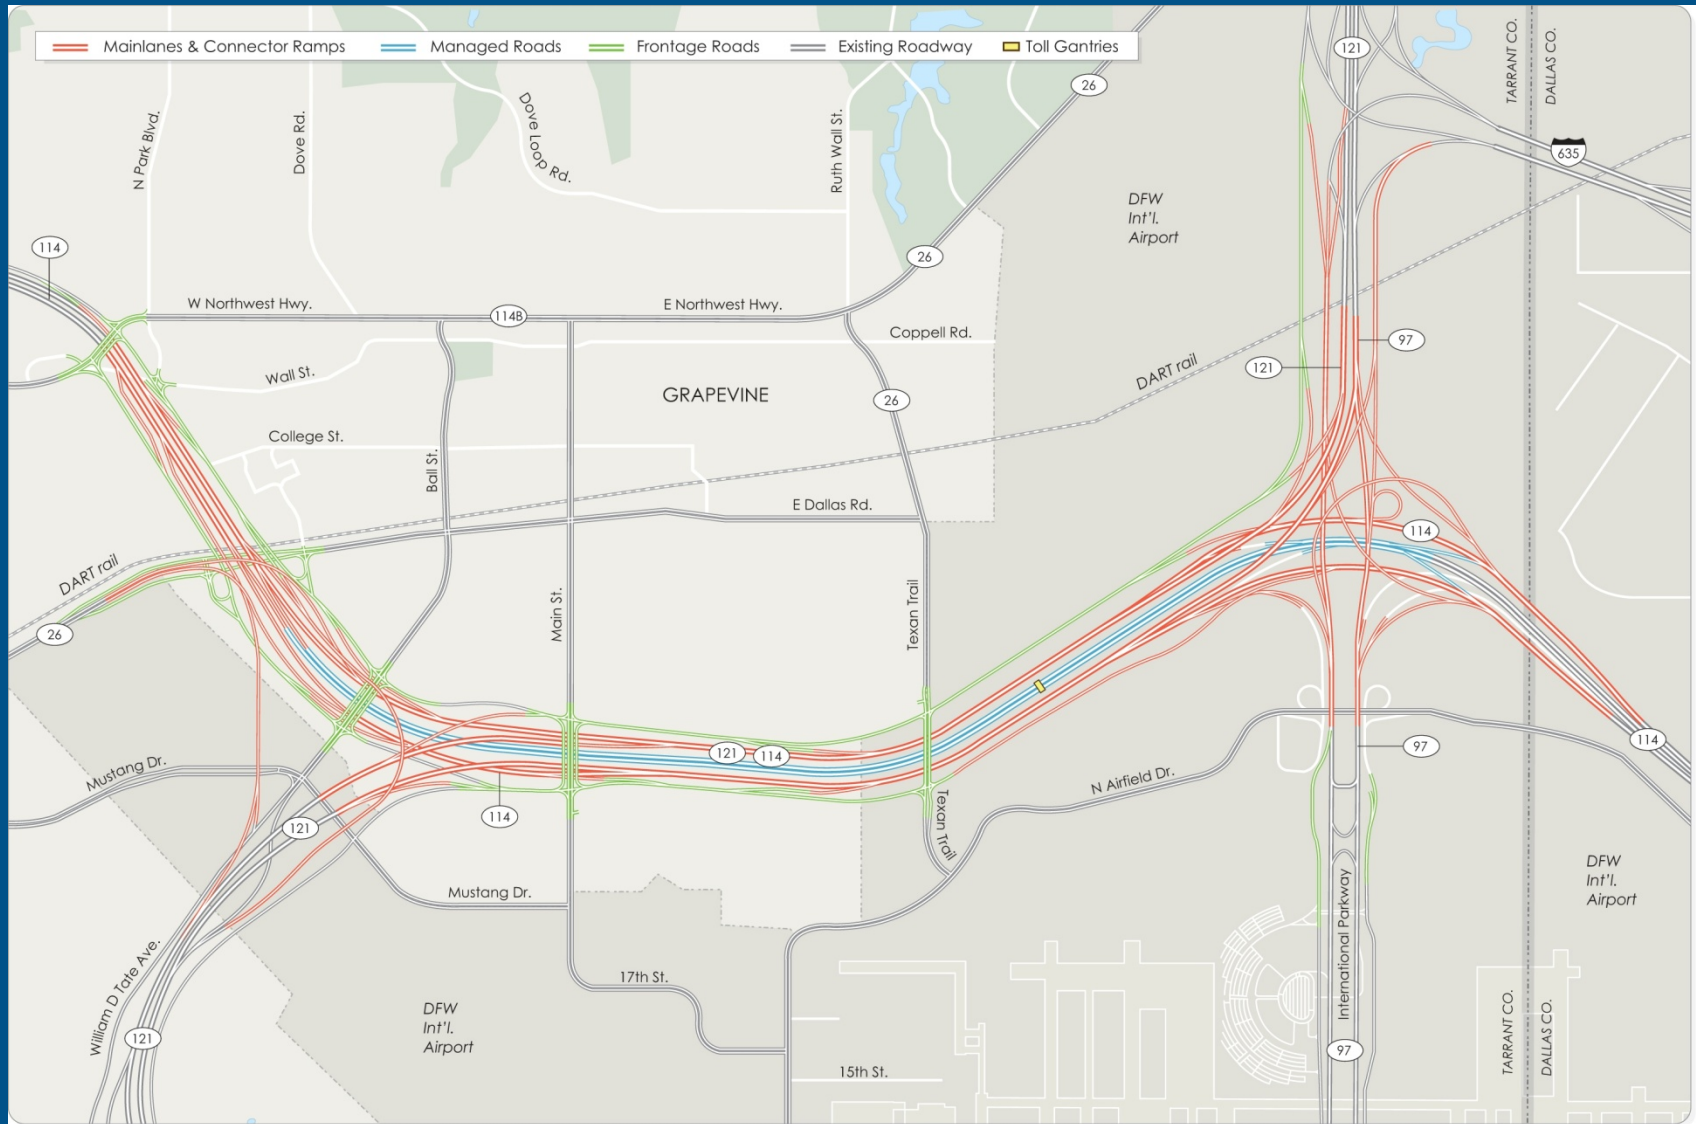 Mainlanes & Connector Ramps
Managed Roads
Frontage Roads
Existing Roadway
Toll Gantries
121
TARRANT CO.
DALLAS CO.
26
N Park Blvd.
Dove Rd.
Dove Loop Rd.
Ruth Wall St.
635
DFW
Int'l.
Airport
114
26
W Northwest Hwy.
114B
E Northwest Hwy.
Coppell Rd.
97
121
DART rail
Wall St.
GRAPEVINE
26
College St.
Ball St.
E Dallas Rd.
114
DART rail
Main St.
Texan Trail
26
121
114
114
97
Mustang Dr.
N Airfield Dr.
114
121
Texan Trail
DFW
Int'l.
Airport
Mustang Dr.
International Parkway
William D Tate Ave.
17th St.
DFW
Int'l.
Airport
121
97
TARRANT CO.
DALLAS CO.
15th St.